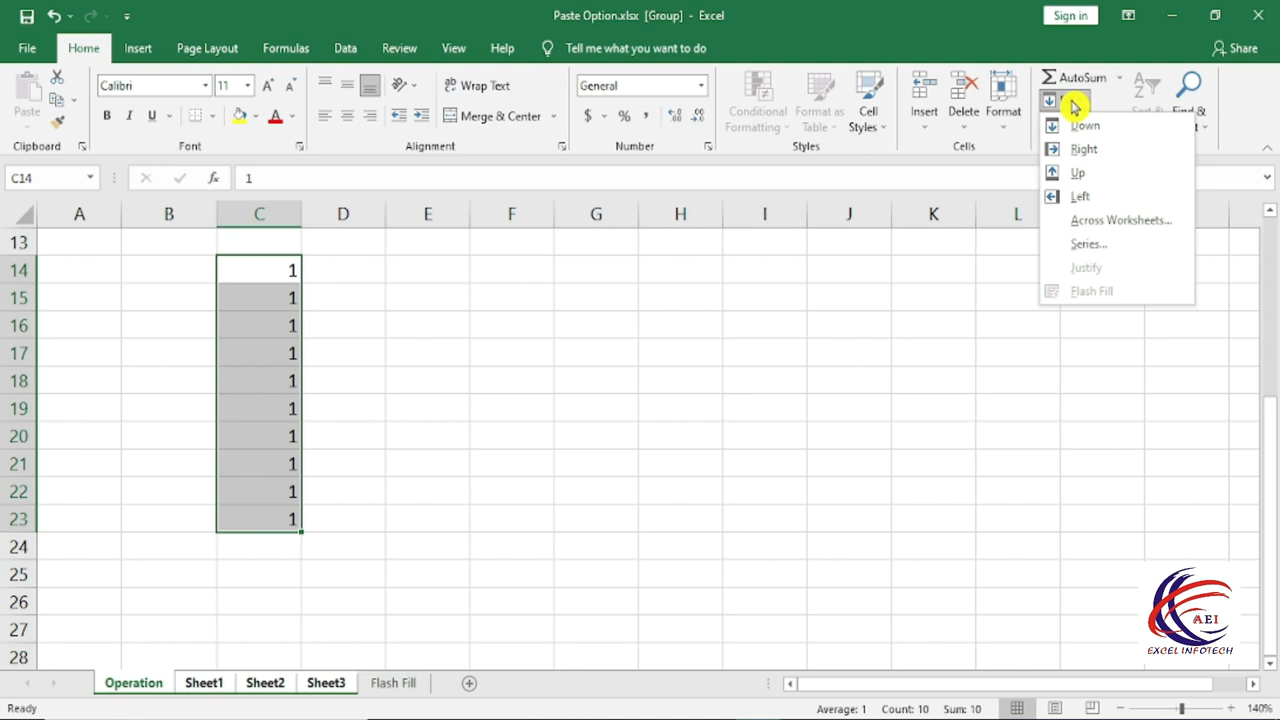 Paste Option.xlsx [Group] - Excel
Sign in
File Home Insert Page Layout Formulas Data Review View Help Tell me what you want to do Share
Paste
Clipboard
Calibri 11
B I U
Font
Wrap Text
Merge & Center
Alignment
General
$ %
Number
Conditional Formatting
Format as Table
Cell Styles
Styles
Insert Delete Format
Cells
AutoSum
Find &
Down
Right
Up
Left
Across Worksheets...
Series...
Justify
Flash Fill
C14 fx 1
A B C D E F G H I J K L
13
14 1
15 1
16 1
17 1
18 1
19 1
20 1
21 1
22 1
23 1
24
25
26
27
28
AEI
EXCEL INFOTECH
Operation Sheet1 Sheet2 Sheet3 Flash Fill
Ready Average: 1 Count: 10 Sum: 10 140%